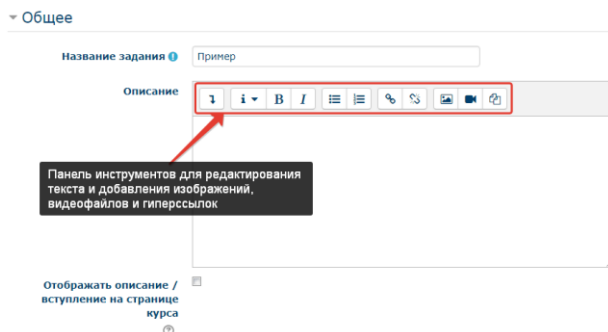 Общее
Название задания
Пример
Описание
i B I
Панель инструментов для редактирования
текста и добавления изображений,
видеофайлов и гиперссылок
Отображать описание /
вступление на странице
курса